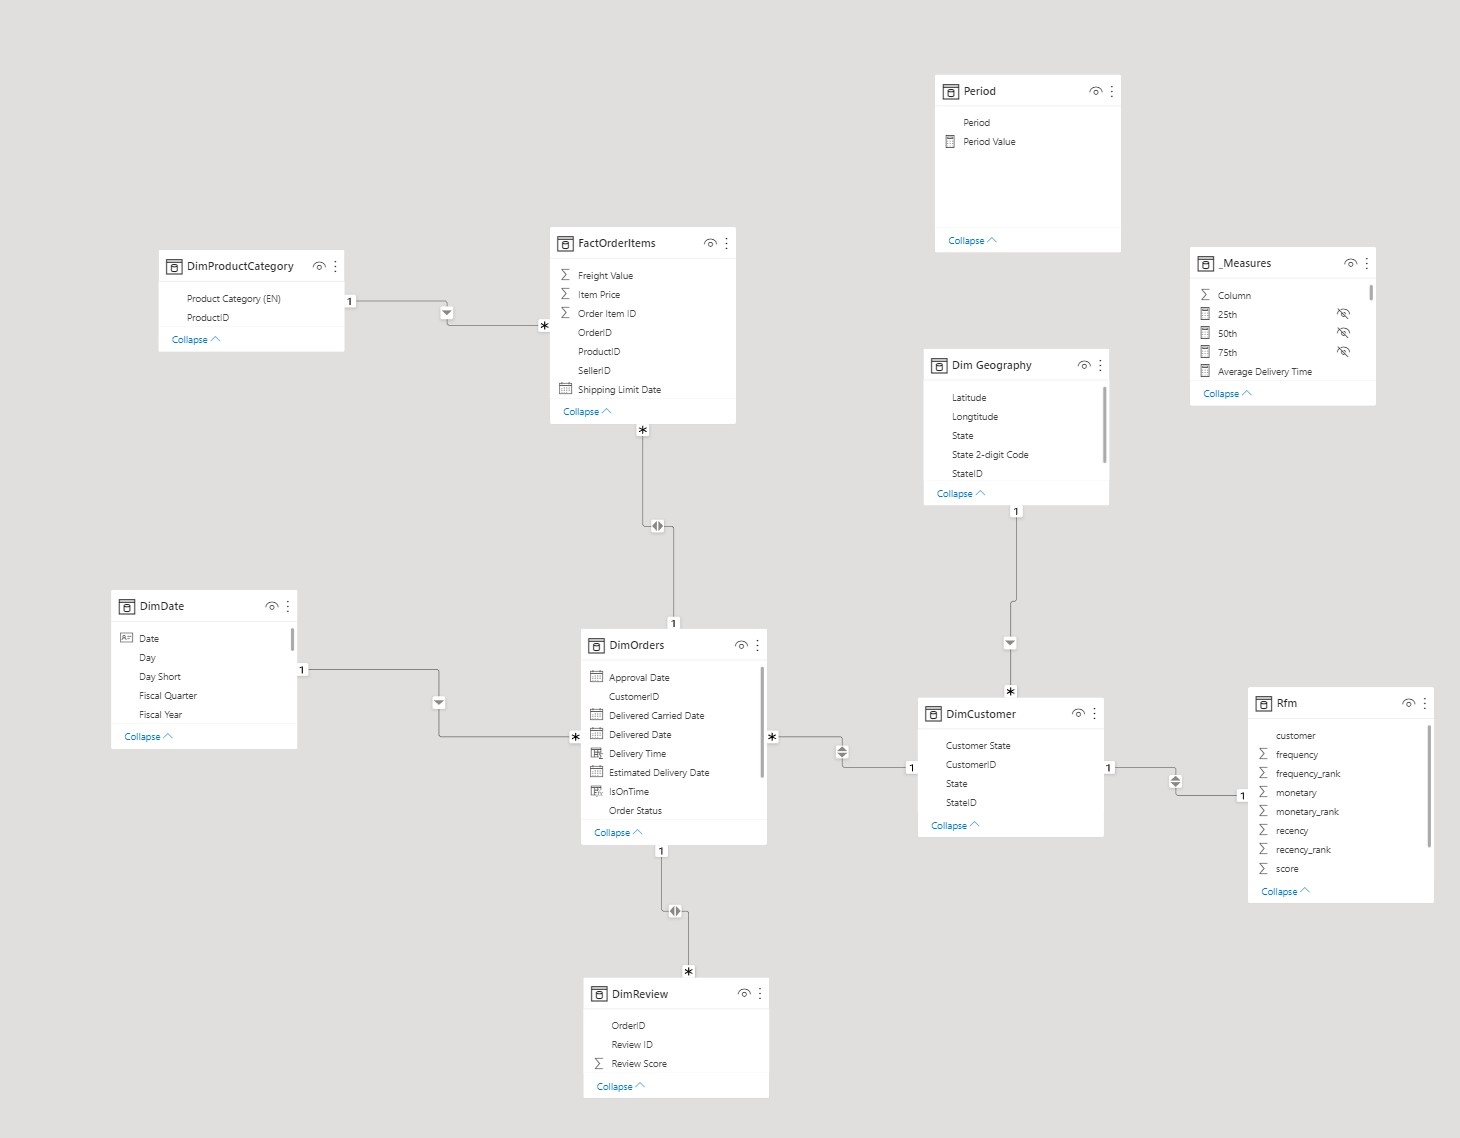 Period
Period
Period Value
Collapse
FactOrderItems
Freight Value
Item Price
Order Item ID
OrderID
ProductID
SellerID
Shipping Limit Date
Collapse
DimProductCategory
Product Category (EN)
ProductID
Collapse
1
*
_Measures
Column
25th
50th
75th
Average Delivery Time
Collapse
Dim Geography
Latitude
Longtitude
State
State 2-digit Code
StateID
Collapse
*
1
1
DimDate
Date
Day
Day Short
Fiscal Quarter
Fiscal Year
Collapse
1
*
DimOrders
Approval Date
CustomerID
Delivered Carried Date
Delivered Date
Delivery Time
Estimated Delivery Date
IsOnTime
Order Status
Collapse
*
1
*
DimCustomer
Customer State
CustomerID
State
StateID
Collapse
1
1
Rfm
customer
frequency
frequency_rank
monetary
monetary_rank
recency
recency_rank
score
Collapse
1
*
DimReview
OrderID
Review ID
Review Score
Collapse